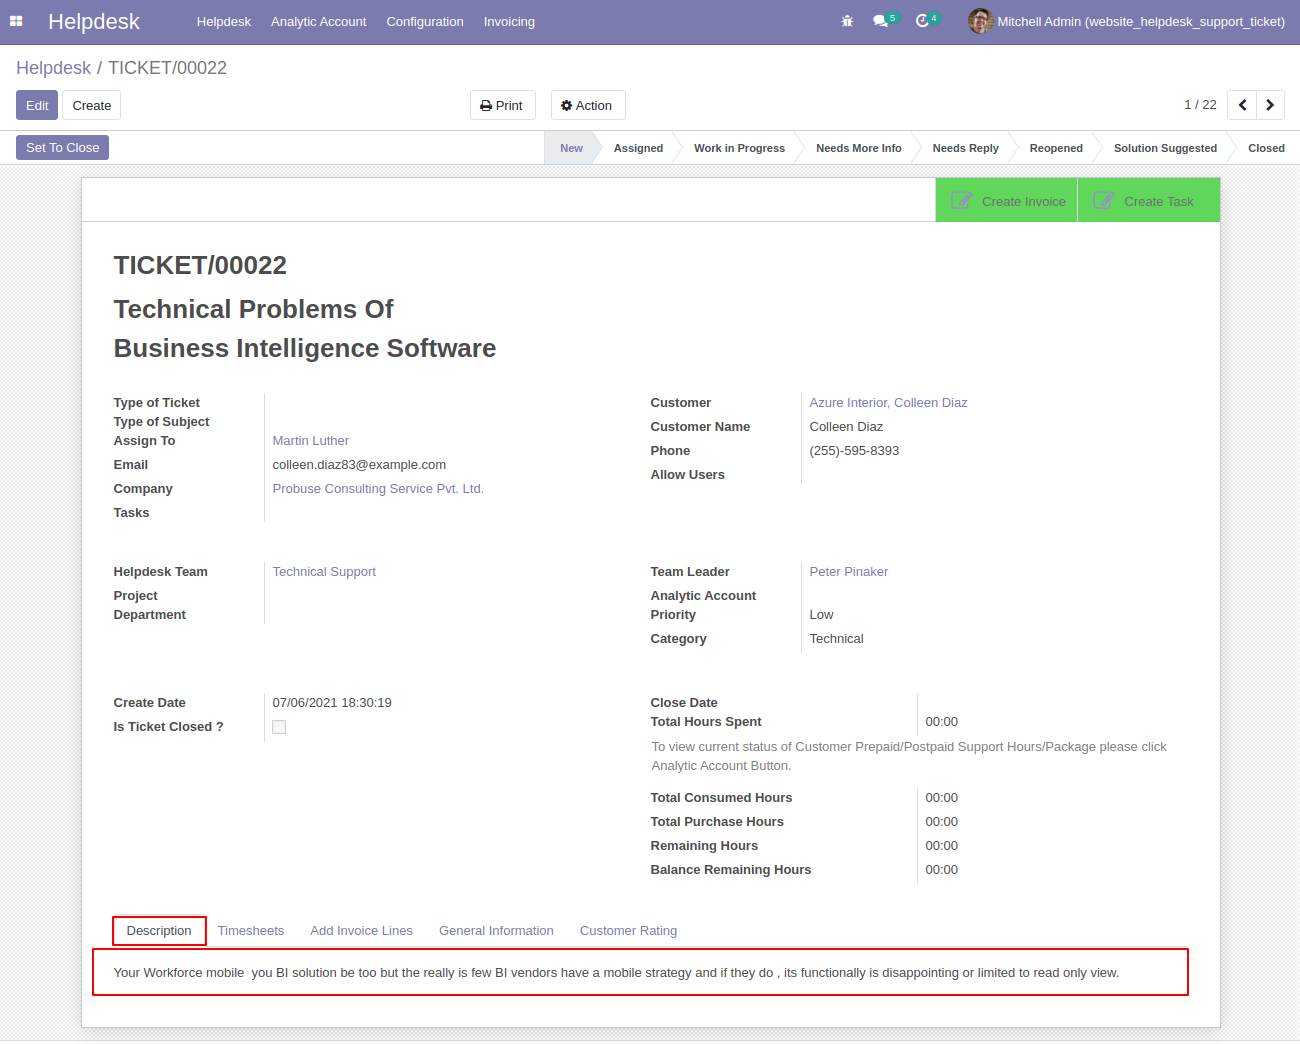 Helpdesk Helpdesk Analytic Account Configuration Invoicing 5 4 Mitchell Admin (website_helpdesk_support_ticket)
Helpdesk / TICKET/00022
Edit Create Print Action 1 / 22
Set To Close New Assigned Work in Progress Needs More Info Needs Reply Reopened Solution Suggested Closed
Create Invoice Create Task
TICKET/00022
Technical Problems Of
Business Intelligence Software
Type of Ticket
Type of Subject
Assign To Martin Luther
Email colleen.diaz83@example.com
Company Probuse Consulting Service Pvt. Ltd.
Tasks
Customer Azure Interior, Colleen Diaz
Customer Name Colleen Diaz
Phone (255)-595-8393
Allow Users
Helpdesk Team Technical Support
Project
Department
Team Leader Peter Pinaker
Analytic Account
Priority Low
Category Technical
Create Date 07/06/2021 18:30:19
Is Ticket Closed ?
Close Date
Total Hours Spent 00:00
To view current status of Customer Prepaid/Postpaid Support Hours/Package please click
Analytic Account Button.
Total Consumed Hours 00:00
Total Purchase Hours 00:00
Remaining Hours 00:00
Balance Remaining Hours 00:00
Description Timesheets Add Invoice Lines General Information Customer Rating
Your Workforce mobile  you BI solution be too but the really is few BI vendors have a mobile strategy and if they do , its functionally is disappointing or limited to read only view.